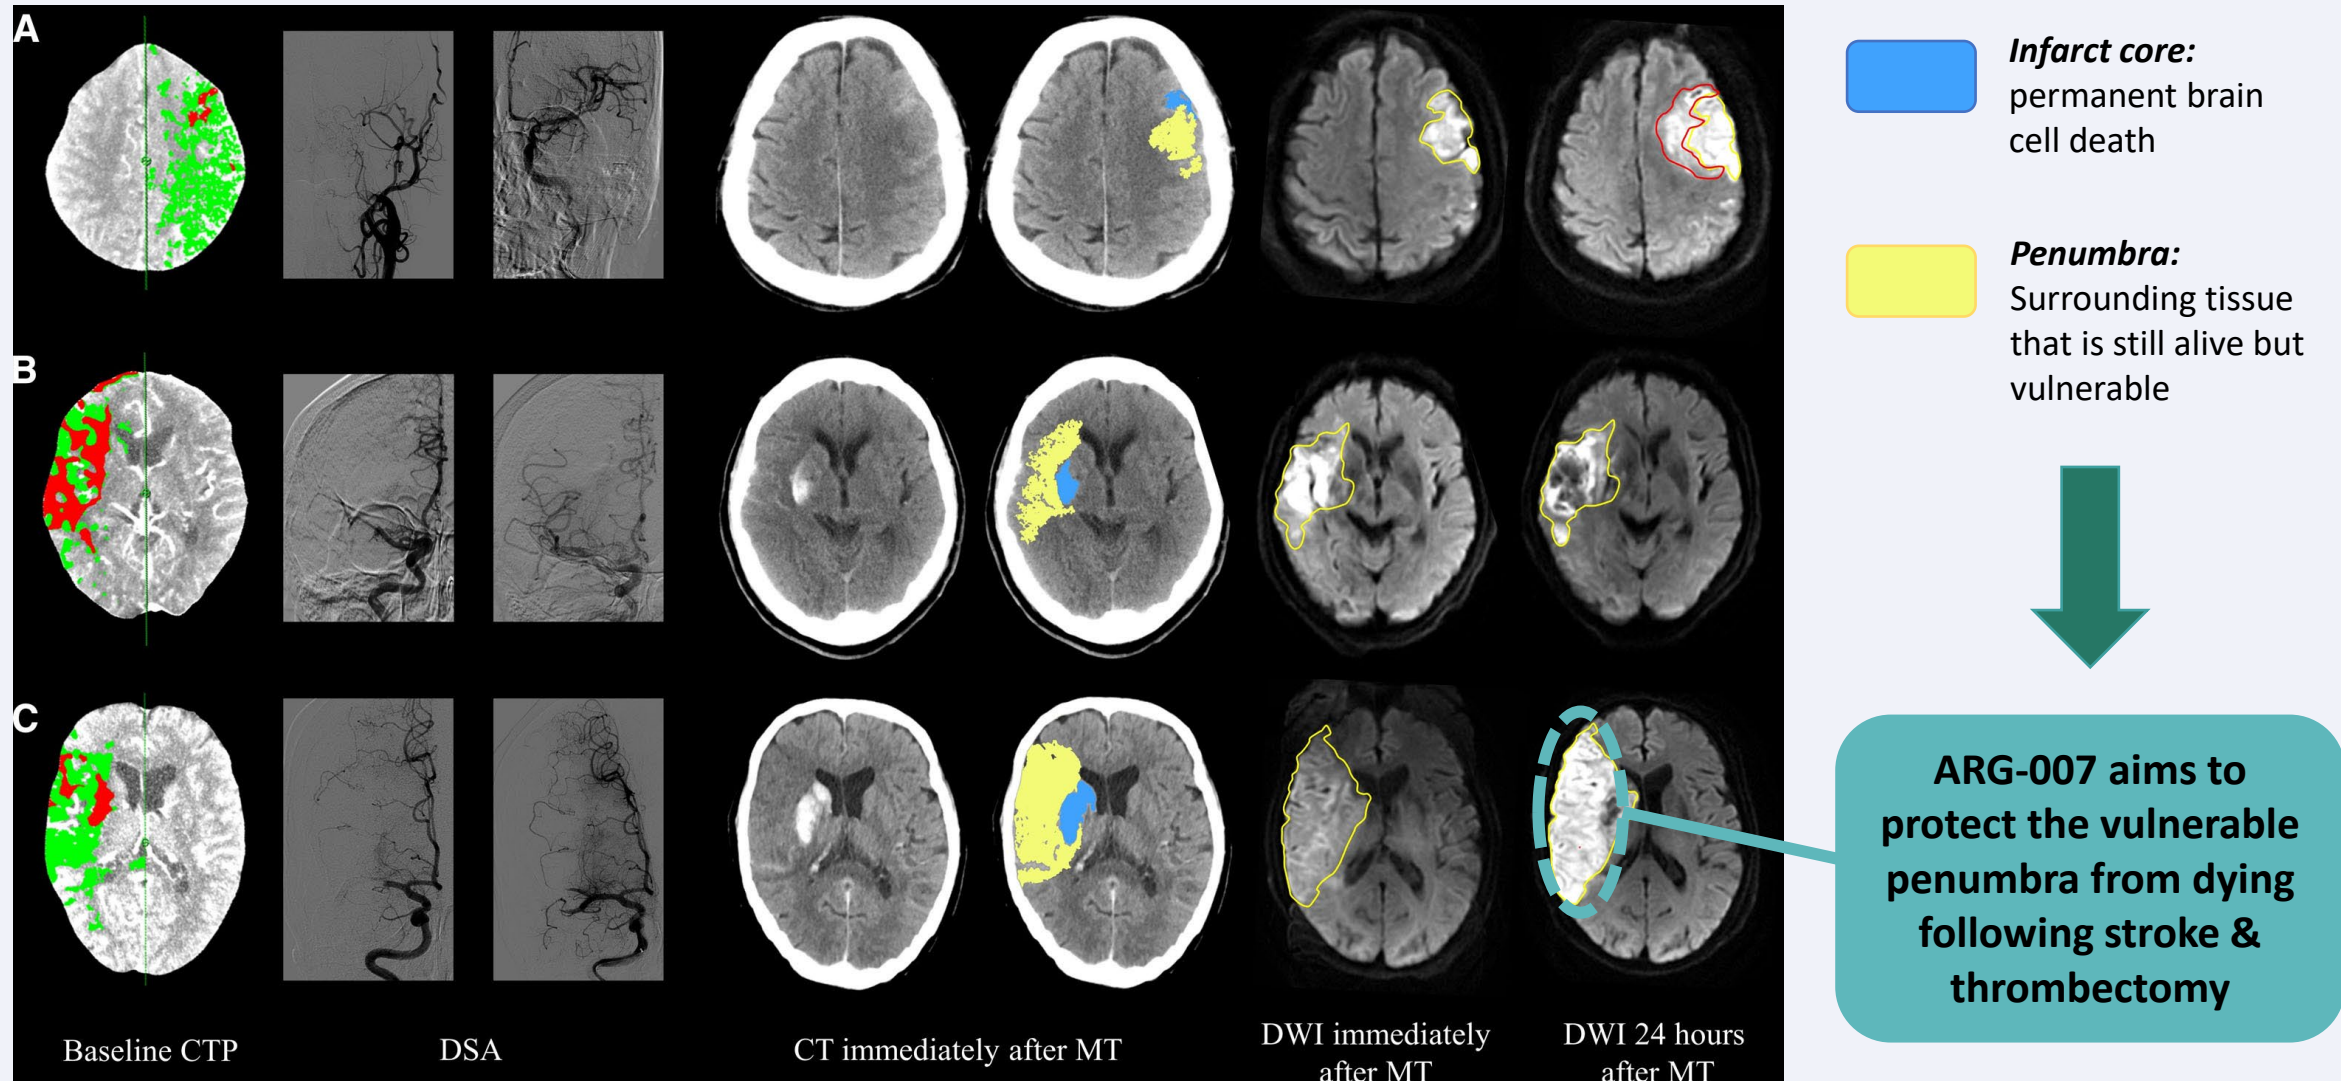 A
B
C
Baseline CTP
DSA
CT immediately after MT
DWI immediately
after MT
DWI 24 hours
after MT
Infarct core:
permanent brain
cell death
Penumbra:
Surrounding tissue
that is still alive but
vulnerable
ARG-007 aims to
protect the vulnerable
penumbra from dying
following stroke &
thrombectomy